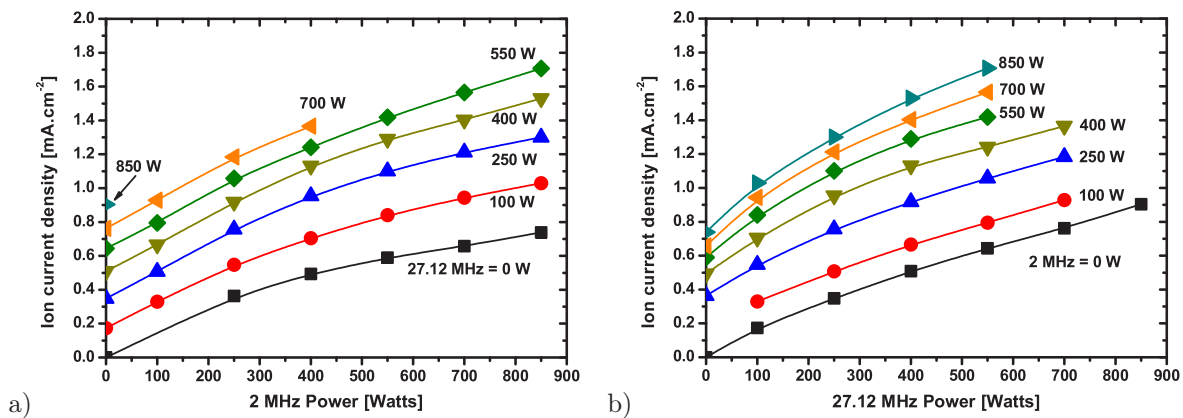 a)
Ion current density [mA.cm-2]
2.0
1.8
1.6
1.4
1.2
1.0
0.8
0.6
0.4
0.2
0.0
550 W
700 W
400 W
850 W
250 W
100 W
27.12 MHz = 0 W
0 100 200 300 400 500 600 700 800 900
2 MHz Power [Watts]
b)
Ion current density [mA.cm-2]
2.0
1.8
1.6
1.4
1.2
1.0
0.8
0.6
0.4
0.2
0.0
850 W
700 W
550 W
400 W
250 W
100 W
2 MHz = 0 W
0 100 200 300 400 500 600 700 800 900
27.12 MHz Power [Watts]